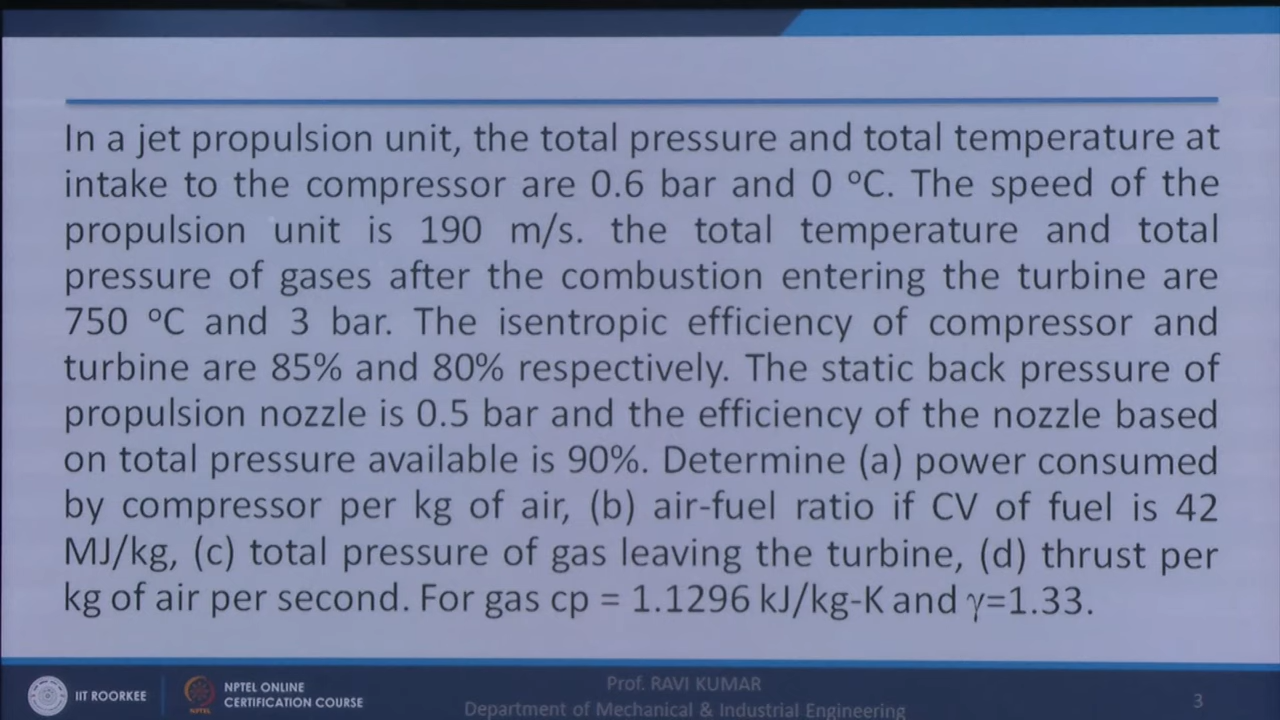 In a jet propulsion unit, the total pressure and total temperature at
intake to the compressor are 0.6 bar and 0 ºC. The speed of the
propulsion unit is 190 m/s. the total temperature and total
pressure of gases after the combustion entering the turbine are
750 ºC and 3 bar. The isentropic efficiency of compressor and
turbine are 85% and 80% respectively. The static back pressure of
propulsion nozzle is 0.5 bar and the efficiency of the nozzle based
on total pressure available is 90%. Determine (a) power consumed
by compressor per kg of air, (b) air-fuel ratio if CV of fuel is 42
MJ/kg, (c) total pressure of gas leaving the turbine, (d) thrust per
kg of air per second. For gas cp = 1.1296 kJ/kg-K and γ=1.33.
IIT ROORKEE
NPTEL
NPTEL ONLINE
CERTIFICATION COURSE
Prof. RAVI KUMAR
Department of Mechanical & Industrial Engineering
3